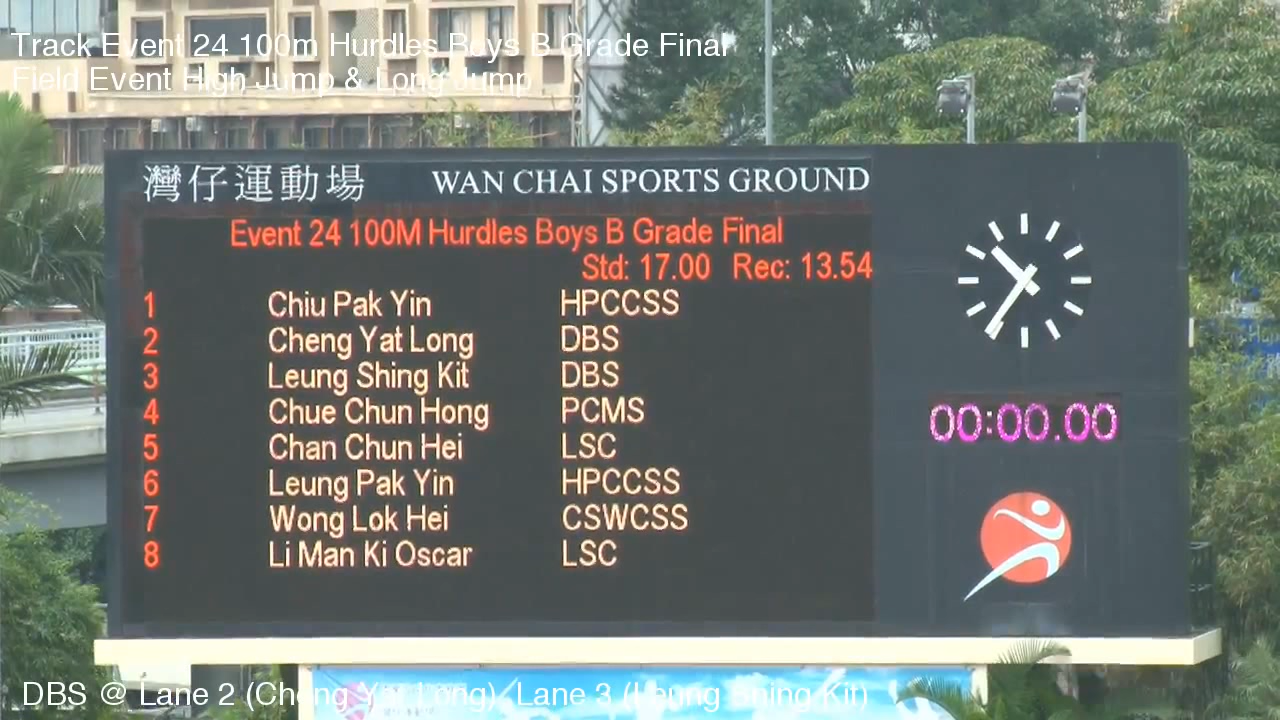 Track Event 24 100m Hurdles Boys B Grade Final
Field Event High Jump & Long Jump
灣仔運動場 WAN CHAI SPORTS GROUND
Event 24 100M Hurdles Boys B Grade Final
Std: 17.00 Rec: 13.54
1 Chiu Pak Yin HPCCSS
2 Cheng Yat Long DBS
3 Leung Shing Kit DBS
4 Chue Chun Hong PCMS
5 Chan Chun Hei LSC
6 Leung Pak Yin HPCCSS
7 Wong Lok Hei CSWCSS
8 Li Man Ki Oscar LSC
00:00.00
DBS @ Lane 2 (Cheng Yat Long) Lane 3 (Leung Shing Kit)